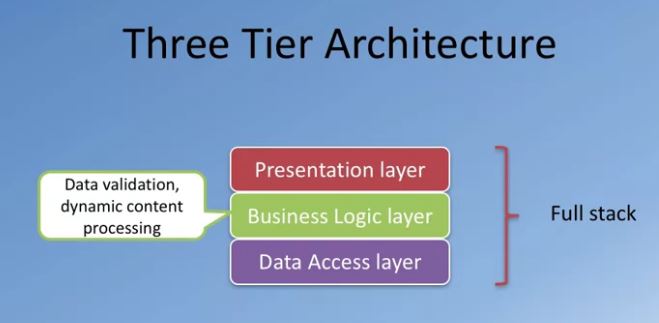 Three Tier Architecture
Presentation layer
Data validation,
dynamic content
processing
Business Logic layer
Full stack
Data Access layer